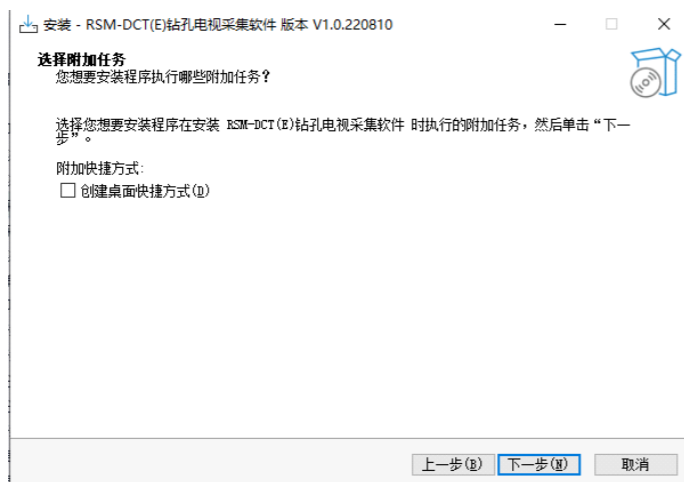 安装 - RSM-DCT(E)钻孔电视采集软件 版本 V1.0.220810
选择附加任务
您想要安装程序执行哪些附加任务？
选择您想要安装程序在安装 RSM-DCT(E)钻孔电视采集软件 时执行的附加任务，然后单击“下一
步”。
附加快捷方式:
创建桌面快捷方式(D)
上一步(B) 下一步(N) 取消